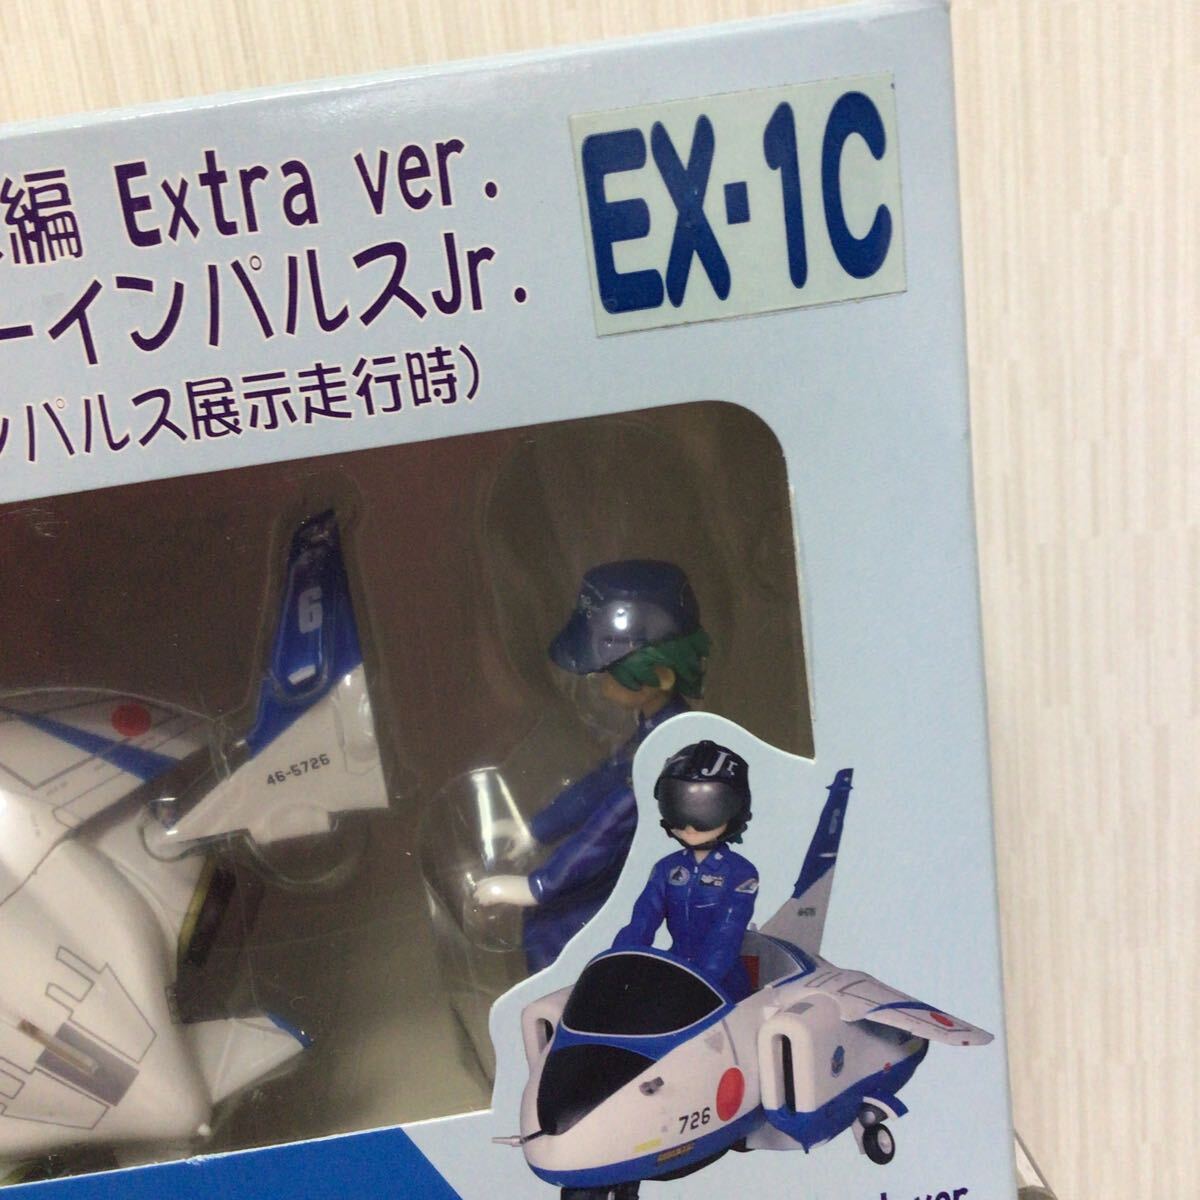 編 Extra ver.
EX-1C
ーインパルスJr.
ンパルス展示走行時）
6
46-5726
Jr.
6
726
ver